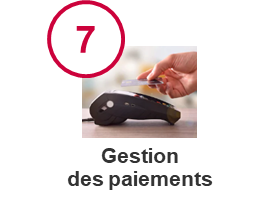 7
Gestion
des paiements